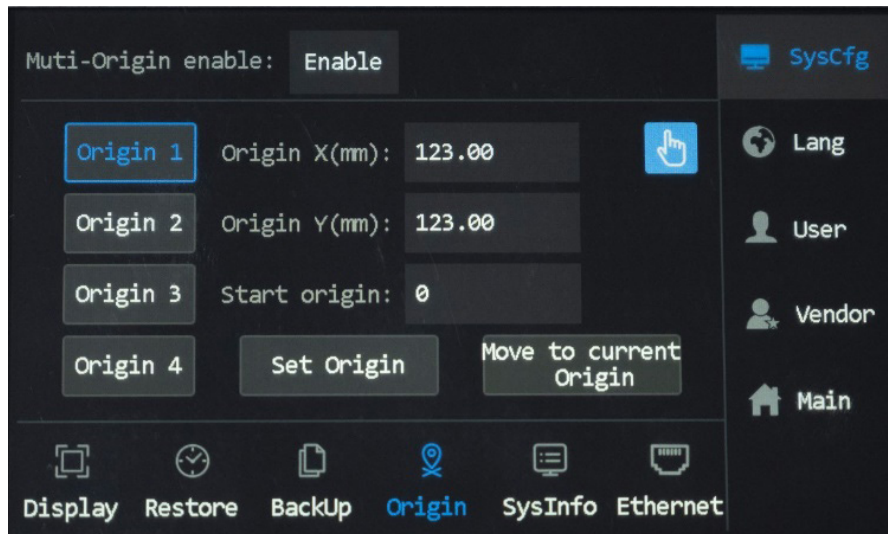 Muti-Origin enable: Enable
SysCfg
Origin 1 Origin X(mm): 123.00
Lang
Origin 2 Origin Y(mm): 123.00
User
Origin 3 Start origin: 0
Vendor
Origin 4 Set Origin Move to current
Origin
Main
Display Restore BackUp Origin SysInfo Ethernet